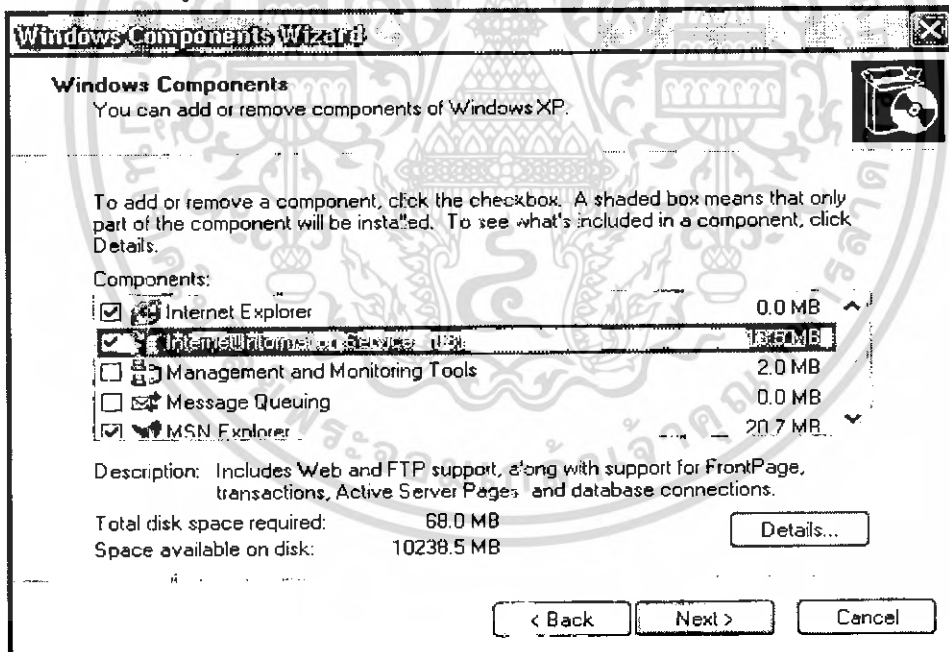 Windows Components Wizard
Windows Components
You can add or remove components of Windows XP.
To add or remove a component, click the checkbox. A shaded box means that only
part of the component will be installed. To see what's included in a component, click
Details.
Components:
Internet Explorer 0.0 MB
Internet Information Services (IIS) MB
Management and Monitoring Tools 2.0 MB
Message Queuing 0.0 MB
MSN Explorer 20.7 MB
Description: Includes Web and FTP support, along with support for FrontPage,
transactions, Active Server Pages and database connections.
Total disk space required: 68.0 MB
Space available on disk: 10238.5 MB
Details...
< Back Next > Cancel